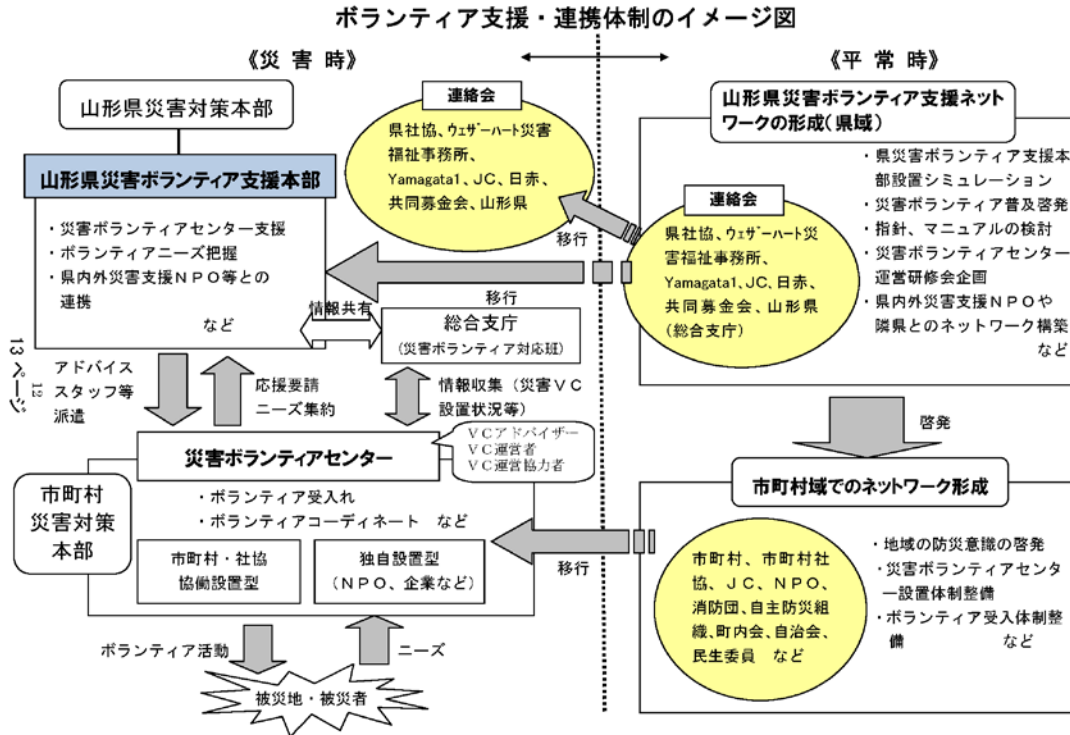 ボランティア支援・連携体制のイメージ図
《災 害 時》
《平 常 時》
山形県災害対策本部
山形県災害ボランティア支援本部
・災害ボランティアセンター支援
・ボランティアニーズ把握
・県内外災害支援ＮＰＯ等との
連携
など
連絡会
県社協、ウェザーハート災害
福祉事務所、
Yamagata1、JC、日赤、
共同募金会、山形県
移行
移行
情報共有
総合支庁
(災害ボランティア対応班)
アドバイス
スタッフ等
派遣
応援要請
ニーズ集約
情報収集（災害ＶＣ
設置状況等）
13ページ
12
災害ボランティアセンター
ＶＣアドバイザー
ＶＣ運営者
ＶＣ運営協力者
市町村
災害対策
本部
・ボランティア受入れ
・ボランティアコーディネート など
市町村・社協
協働設置型
独自設置型
（ＮＰＯ、企業など）
移行
ボランティア活動
ニーズ
被災地・被災者
山形県災害ボランティア支援ネット
ワークの形成（県域）
連絡会
県社協、ウェザーハート災
害福祉事務所、
Yamagata1、JC、日赤、
共同募金会、山形県
(総合支庁)
・県災害ボランティア支援本
部設置シミュレーション
・災害ボランティア普及啓発
・指針、マニュアルの検討
・災害ボランティアセンター
運営研修会企画
・県内外災害支援ＮＰＯや
隣県とのネットワーク構築
など
啓発
市町村域でのネットワーク形成
市町村、市町村社
協、ＪＣ、ＮＰＯ、
消防団、自主防災組
織、町内会、自治会、
民生委員 など
・地域の防災意識の啓発
・災害ボランティアセンタ
ー設置体制整備
・ボランティア受入体制整
備 など